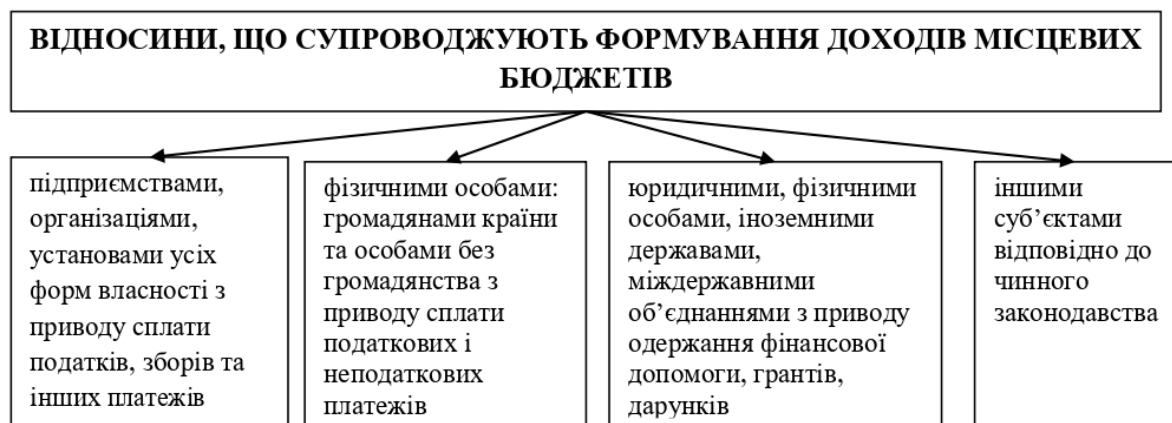 ВІДНОСИНИ, ЩО СУПРОВОДЖУЮТЬ ФОРМУВАННЯ ДОХОДІВ МІСЦЕВИХ
БЮДЖЕТІВ
підприємствами,
організаціями,
установами усіх
форм власності з
приводу сплати
податків, зборів та
інших платежів
фізичними особами:
громадянами країни
та особами без
громадянства з
приводу сплати
податкових і
неподаткових
платежів
юридичними, фізичними
особами, іноземними
державами,
міждержавними
об’єднаннями з приводу
одержання фінансової
допомоги, грантів,
дарунків
іншими
суб’єктами
відповідно до
чинного
законодавства